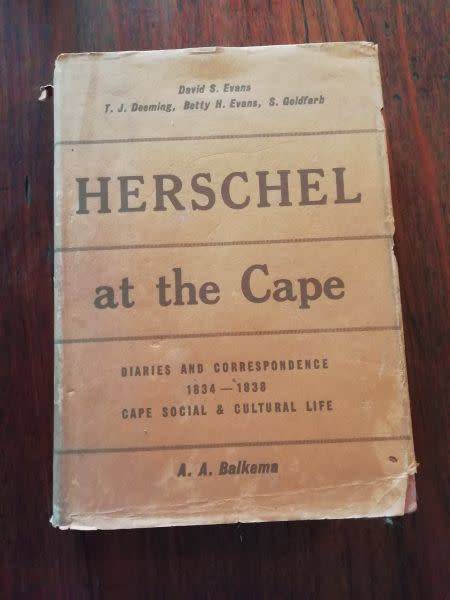 David S. Evans
T. J. Deeming, Betty H. Evans, S. Goldfarb
HERSCHEL
at the Cape
DIARIES AND CORRESPONDENCE
1834 — 1838
CAPE SOCIAL & CULTURAL LIFE
A. A. Balkema